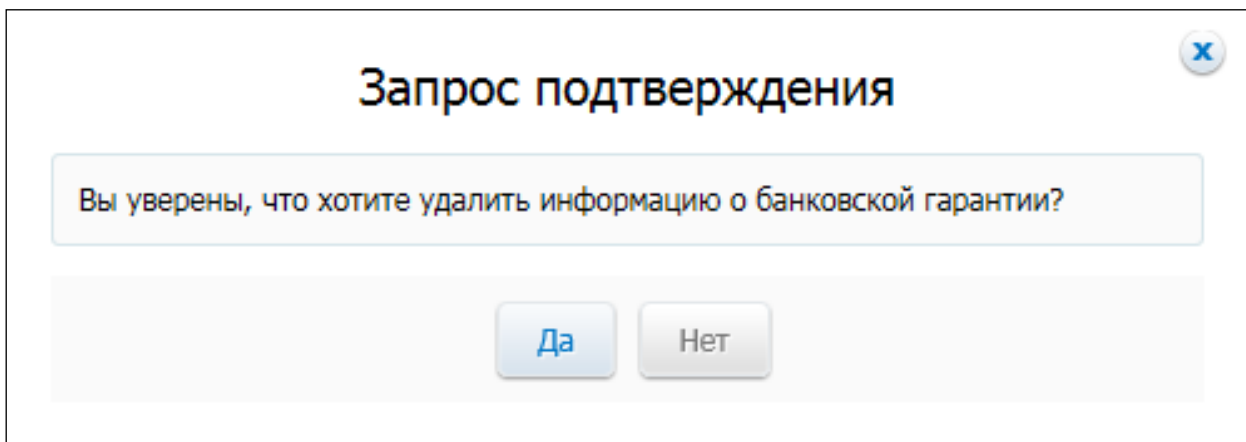 x
Запрос подтверждения
Вы уверены, что хотите удалить информацию о банковской гарантии?
Да
Нет